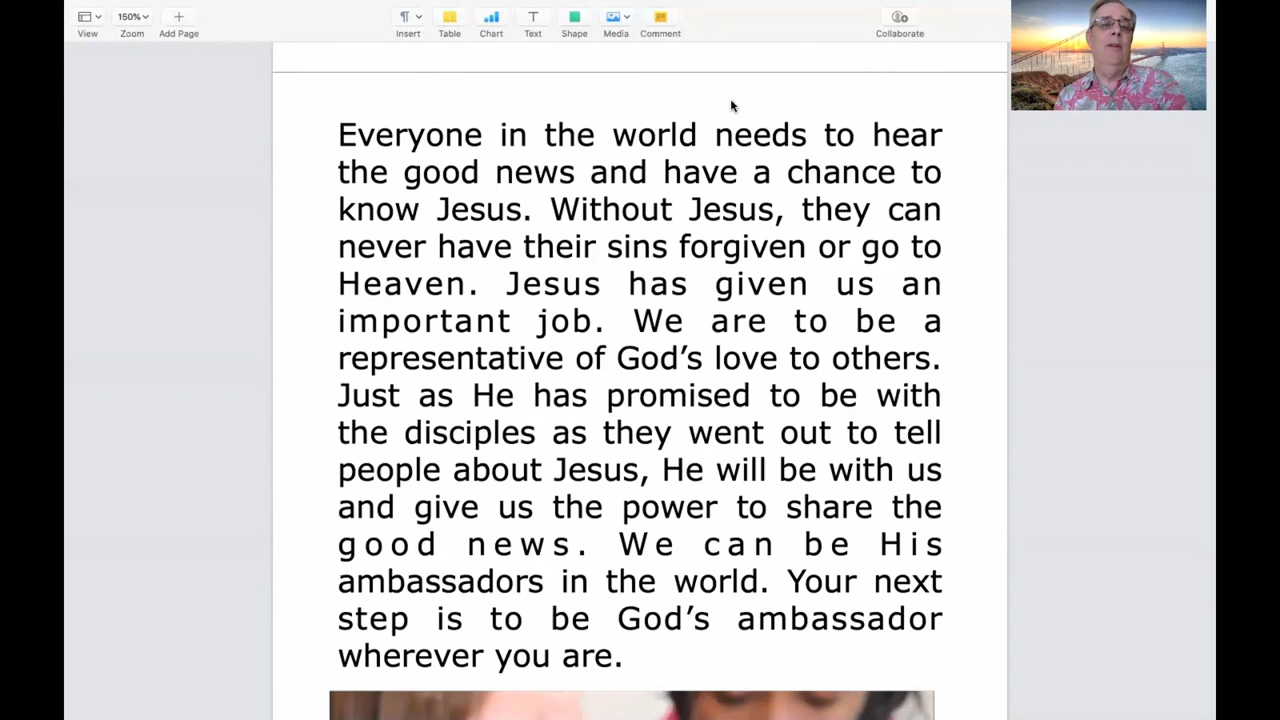 150%
View
Zoom
Add Page
Insert
Table
Chart
Text
Shape
Media
Comment
Collaborate
Everyone in the world needs to hear
the good news and have a chance to
know Jesus. Without Jesus, they can
never have their sins forgiven or go to
Heaven. Jesus has given us an
important job. We are to be a
representative of God’s love to others.
Just as He has promised to be with
the disciples as they went out to tell
people about Jesus, He will be with us
and give us the power to share the
good news. We can be His
ambassadors in the world. Your next
step is to be God’s ambassador
wherever you are.